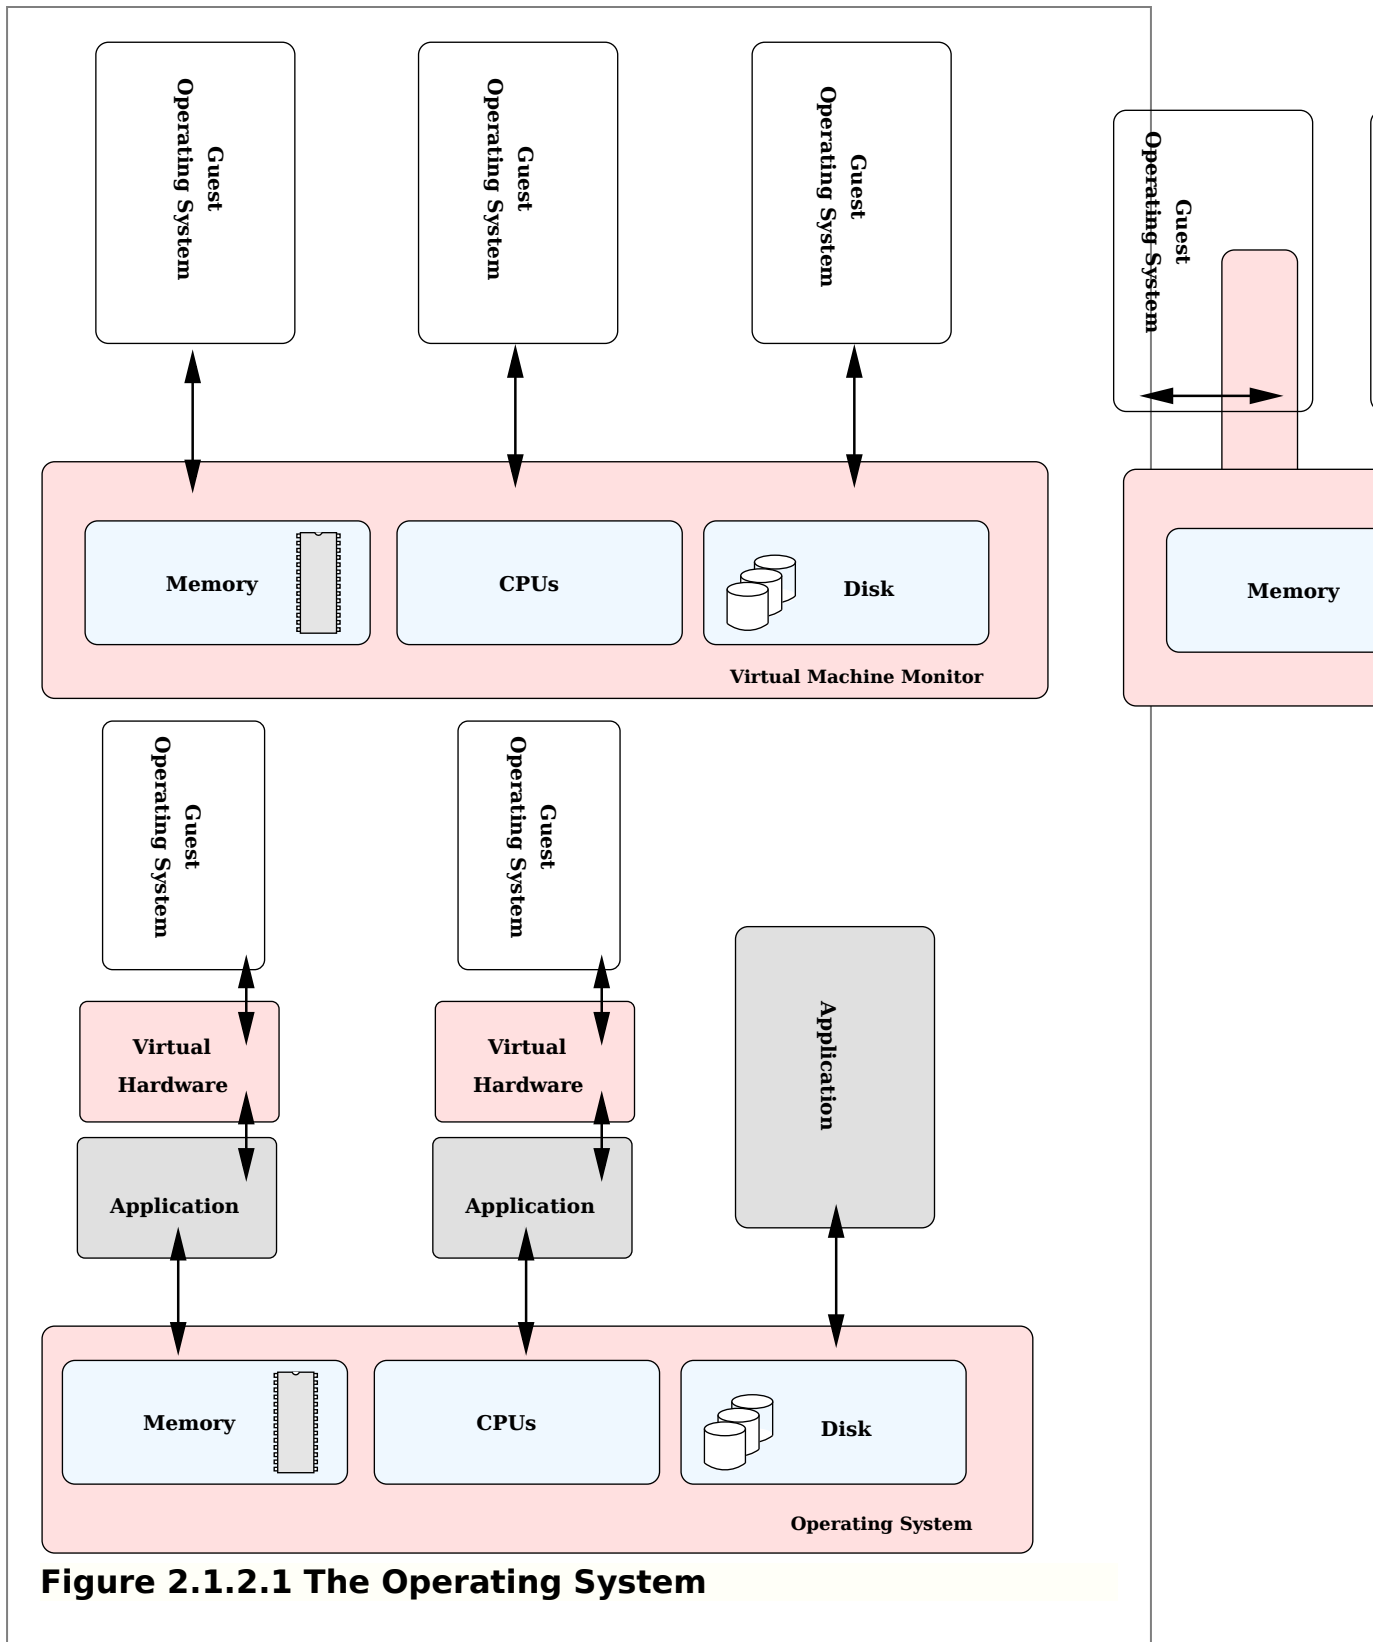 Guest
Operating System
Guest
Operating System
Guest
Operating System
Guest
Operating System
Memory
CPUs
Disk
Virtual Machine Monitor
Memory
Guest
Operating System
Guest
Operating System
Virtual
Hardware
Virtual
Hardware
Application
Application
Application
Memory
CPUs
Disk
Operating System
Figure 2.1.2.1 The Operating System